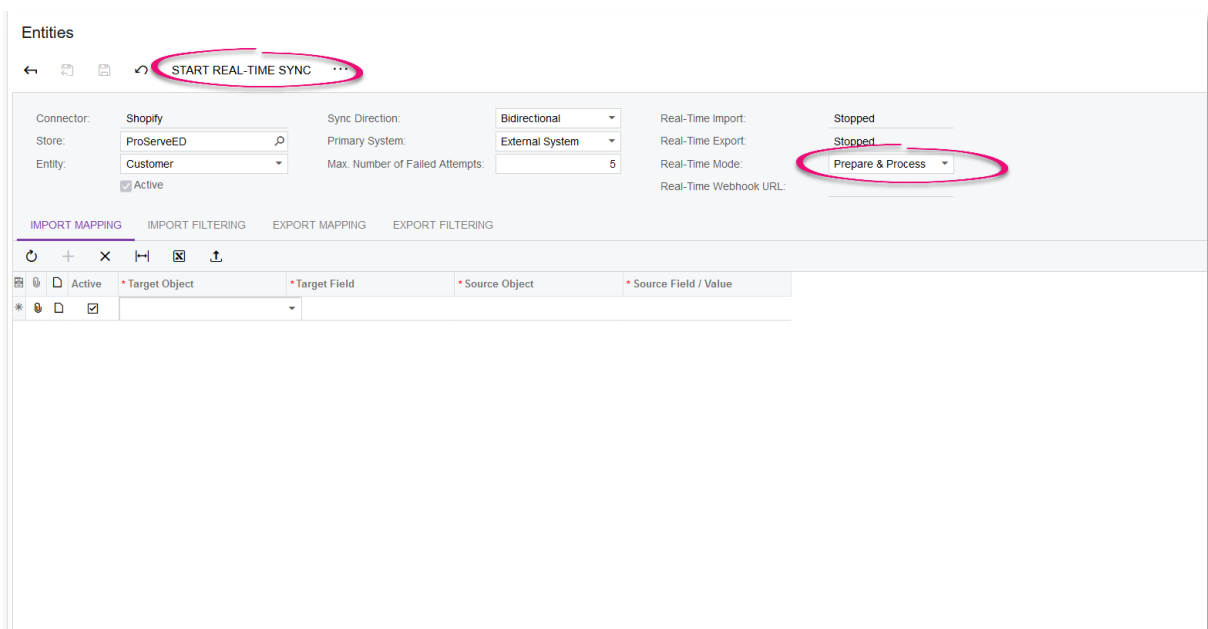 Entities
START REAL-TIME SYNC ...
Connector: Shopify Sync Direction: Bidirectional Real-Time Import: Stopped
Store: ProServeED Primary System: External System Real-Time Export: Stopped
Entity: Customer Max. Number of Failed Attempts: 5 Real-Time Mode: Prepare & Process
Active Real-Time Webhook URL:
IMPORT MAPPING IMPORT FILTERING EXPORT MAPPING EXPORT FILTERING
Active * Target Object * Target Field * Source Object * Source Field / Value